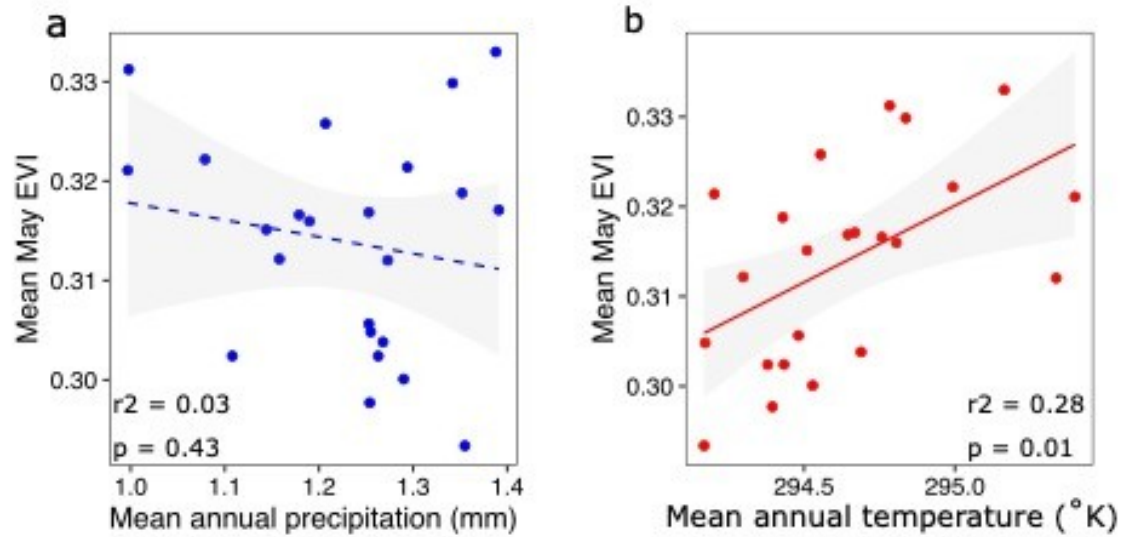 a
Mean May EVI
0.33
0.32
0.31
0.30
r2 = 0.03
p = 0.43
1.0 1.1 1.2 1.3 1.4
Mean annual precipitation (mm)
b
Mean May EVI
0.33
0.32
0.31
0.30
r2 = 0.28
p = 0.01
294.5 295.0
Mean annual temperature (°K)